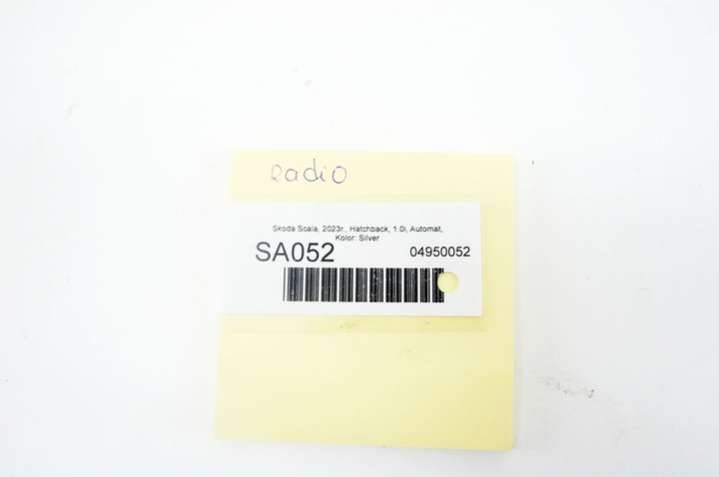 Radio
Skoda Scala, 2023r., Hatchback, 1.0i, Automat,
Kolor: Silver
SA052
04950052